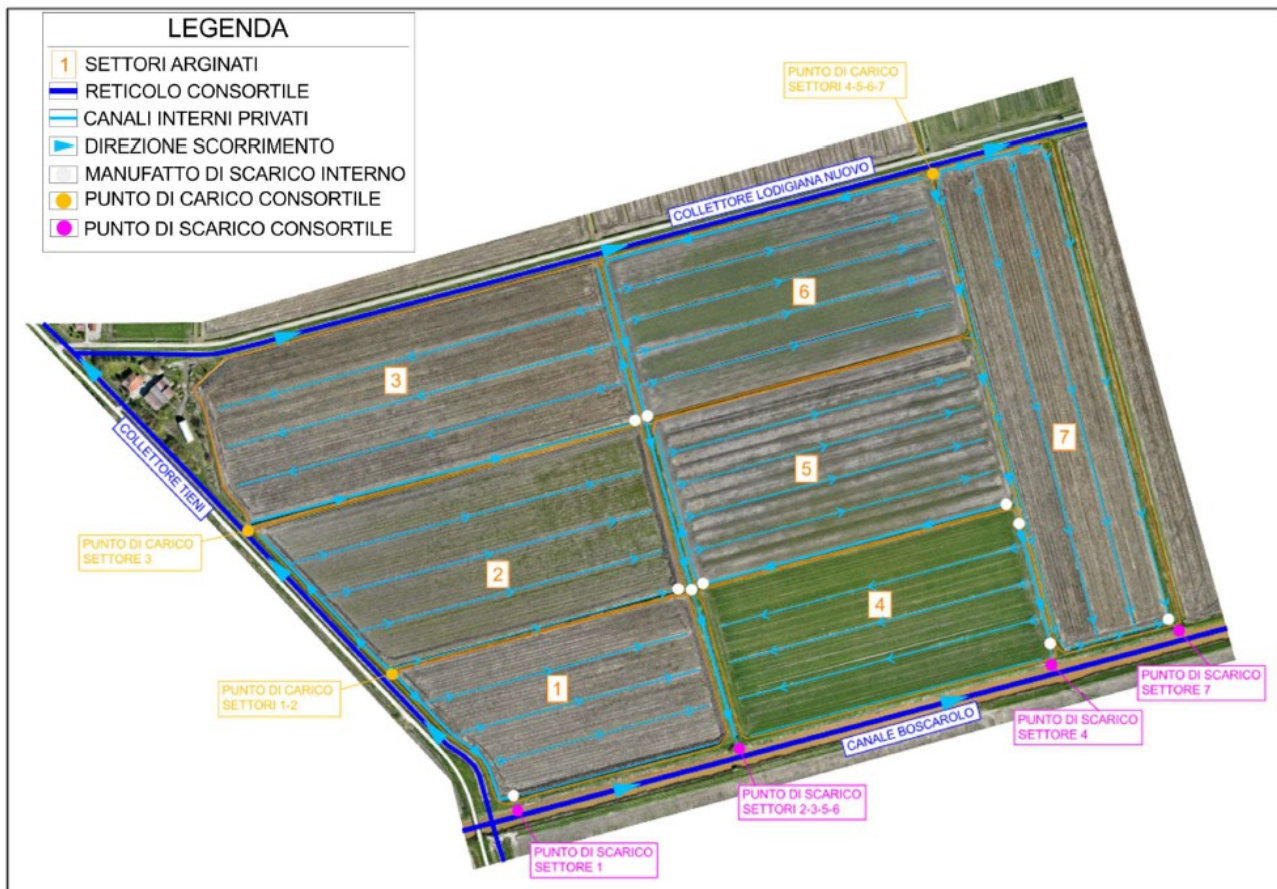 LEGENDA
1 SETTORI ARGINATI
RETICOLO CONSORTILE
CANALI INTERNI PRIVATI
DIREZIONE SCORRIMENTO
MANUFATTO DI SCARICO INTERNO
PUNTO DI CARICO CONSORTILE
PUNTO DI SCARICO CONSORTILE
PUNTO DI CARICO
SETTORI 4-5-6-7
COLLETTORE LODIGIANA NUOVO
6
3
7
5
COLLETTORE TIENI
PUNTO DI CARICO
SETTORE 3
2
4
1
PUNTO DI CARICO
SETTORI 1-2
PUNTO DI SCARICO
SETTORE 7
CANALE BOSCAROLO
PUNTO DI SCARICO
SETTORE 4
PUNTO DI SCARICO
SETTORI 2-3-5-6
PUNTO DI SCARICO
SETTORE 1